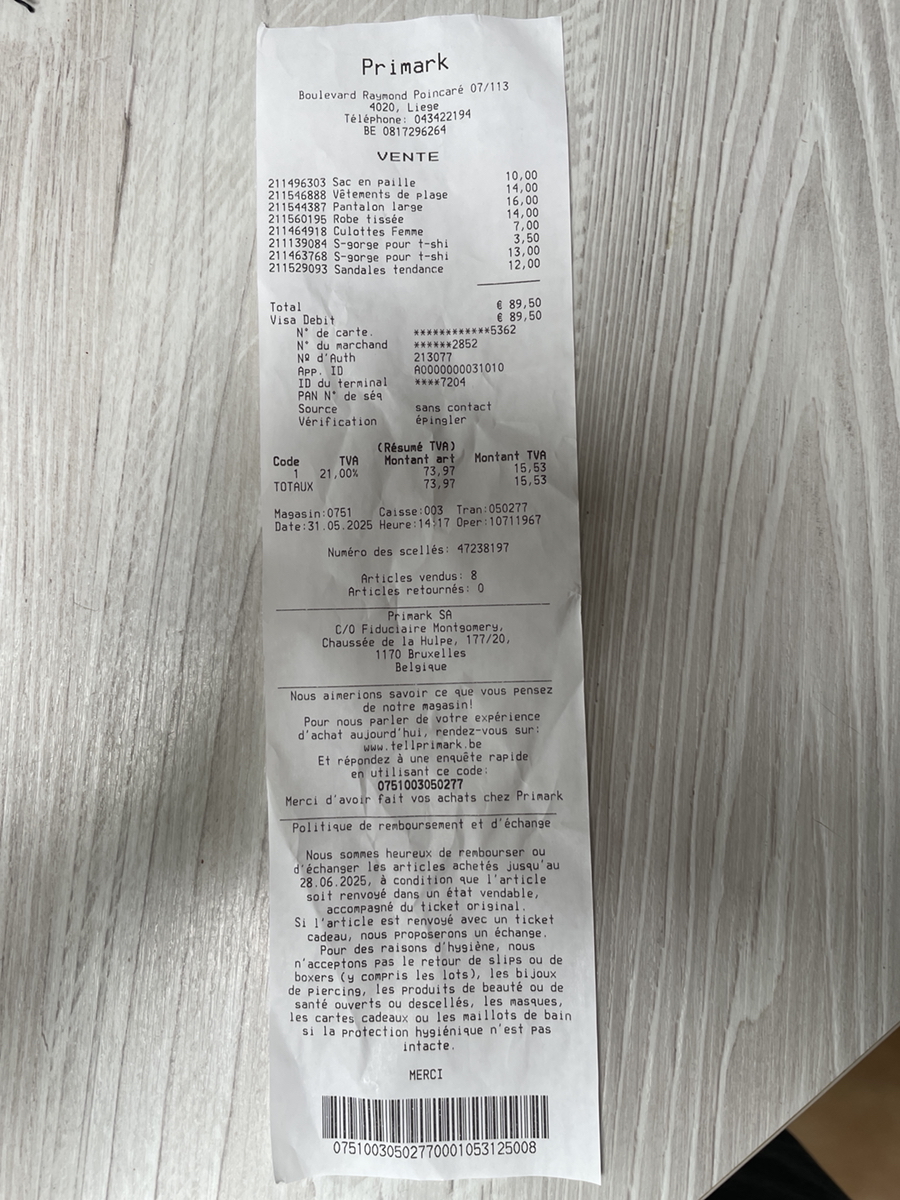 Primark
Boulevard Raymond Poincaré 07/113
4020, Liege
Téléphone: 043422194
BE 0817296264
VENTE
211496303 Sac en paille 10,00
211546888 Vêtements de plage 14,00
211544387 Pantalon large 16,00
211560195 Robe tissée 14,00
211464918 Culottes Femme 7,00
211139084 S-gorge pour t-shi 3,50
211463768 S-gorge pour t-shi 13,00
211529093 Sandales tendance 12,00
Total € 89,50
Visa Debit € 89,50
N° de carte. ************5362
N° du marchand ******2852
Nº d'Auth 213077
App. ID A0000000031010
ID du terminal ****7204
PAN N° de séq
Source sans contact
Vérification épingler
(Résumé TVA)
Code TVA Montant art Montant TVA
1 21,00% 73,97 15,53
TOTAUX 73,97 15,53
Magasin:0751 Caisse:003 Tran:050277
Date:31.05.2025 Heure:14:17 Oper:10711967
Numéro des scellés: 47238197
Articles vendus: 8
Articles retournés: 0
Primark SA
C/O Fiduciaire Montgomery,
Chaussée de la Hulpe, 177/20,
1170 Bruxelles
Belgique
Nous aimerions savoir ce que vous pensez
de notre magasin!
Pour nous parler de votre expérience
d'achat aujourd'hui, rendez-vous sur:
www.tellprimark.be
Et répondez à une enquête rapide
en utilisant ce code:
0751003050277
Merci d'avoir fait vos achats chez Primark
Politique de remboursement et d'échange
Nous sommes heureux de rembourser ou
d'échanger les articles achetés jusqu'au
28.06.2025, à condition que l'article
soit renvoyé dans un état vendable,
accompagné du ticket original.
Si l'article est renvoyé avec un ticket
cadeau, nous proposerons un échange.
Pour des raisons d'hygiène, nous
n'acceptons pas le retour de slips ou de
boxers (y compris les lots), les bijoux
de piercing, les produits de beauté ou de
santé ouverts ou descellés, les masques,
les cartes cadeaux ou les maillots de bain
si la protection hygiénique n'est pas
intacte.
MERCI
07510030502770001053125008